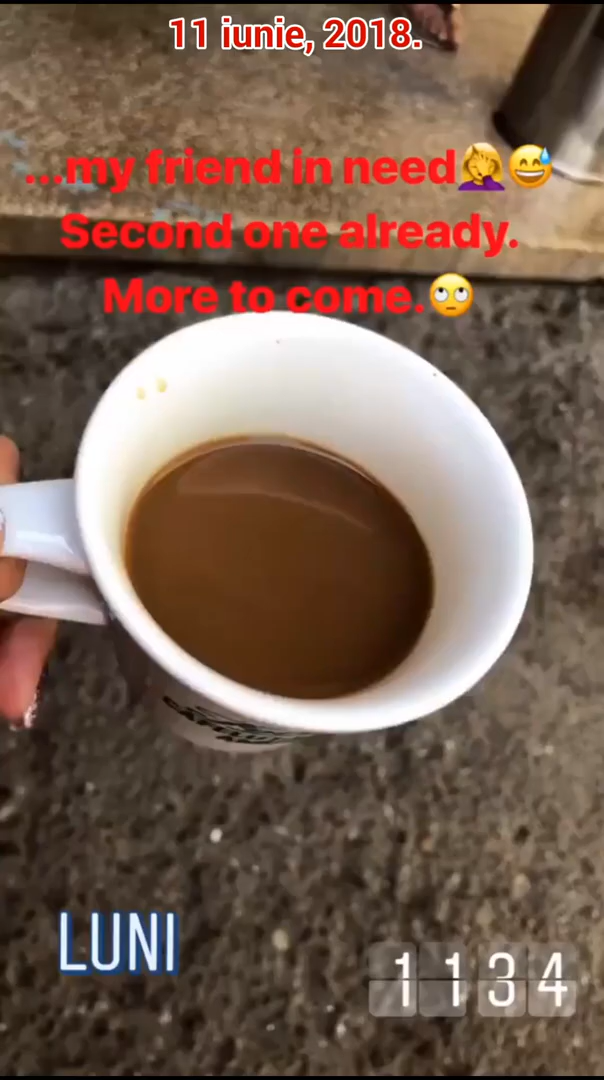 11 iunie, 2018.
...my friend in need🤦‍♀️😅
Second one already.
More to come.🙄
LUNI
1134